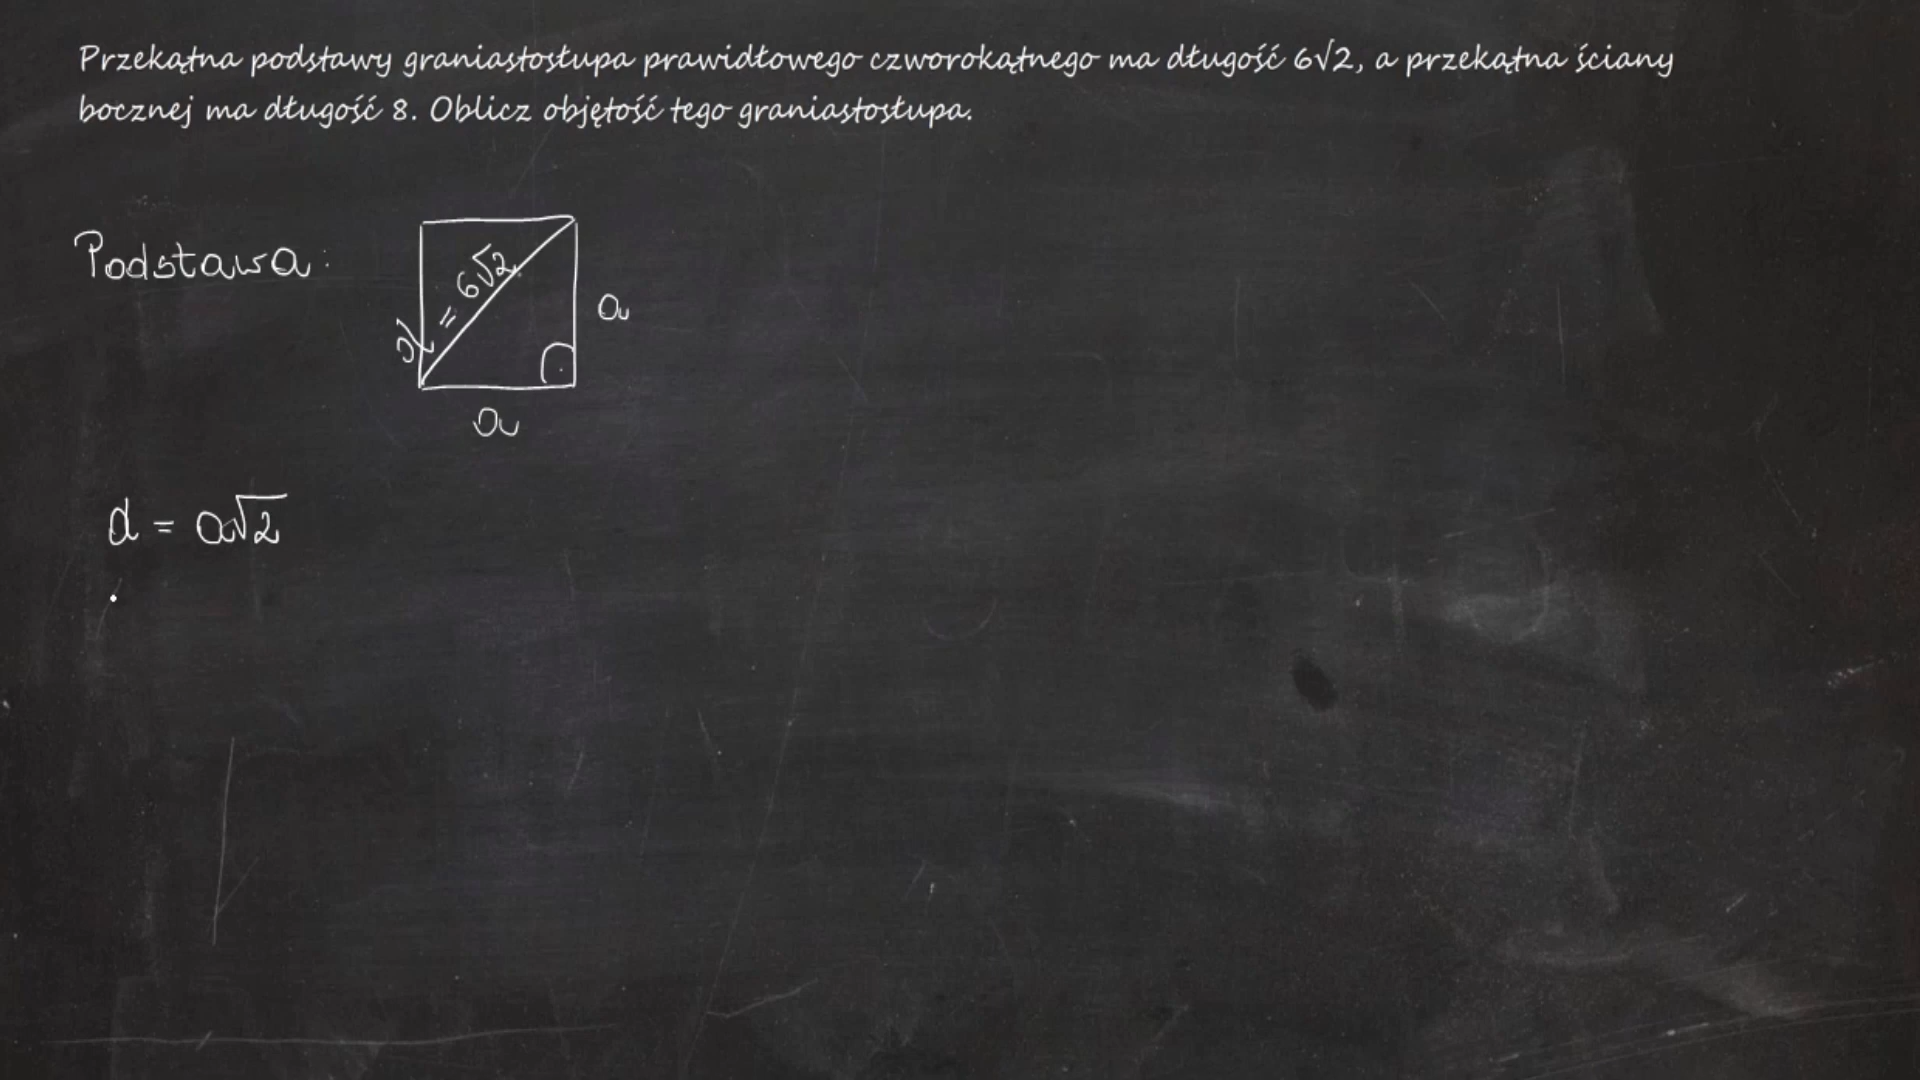 Przekątna podstawy graniastosłupa prawidłowego czworokątnego ma długość 6√2, a przekątna ściany
bocznej ma długość 8. Oblicz objętość tego graniastosłupa.
Podstawa:
d = 6√2
a
a
d = a√2